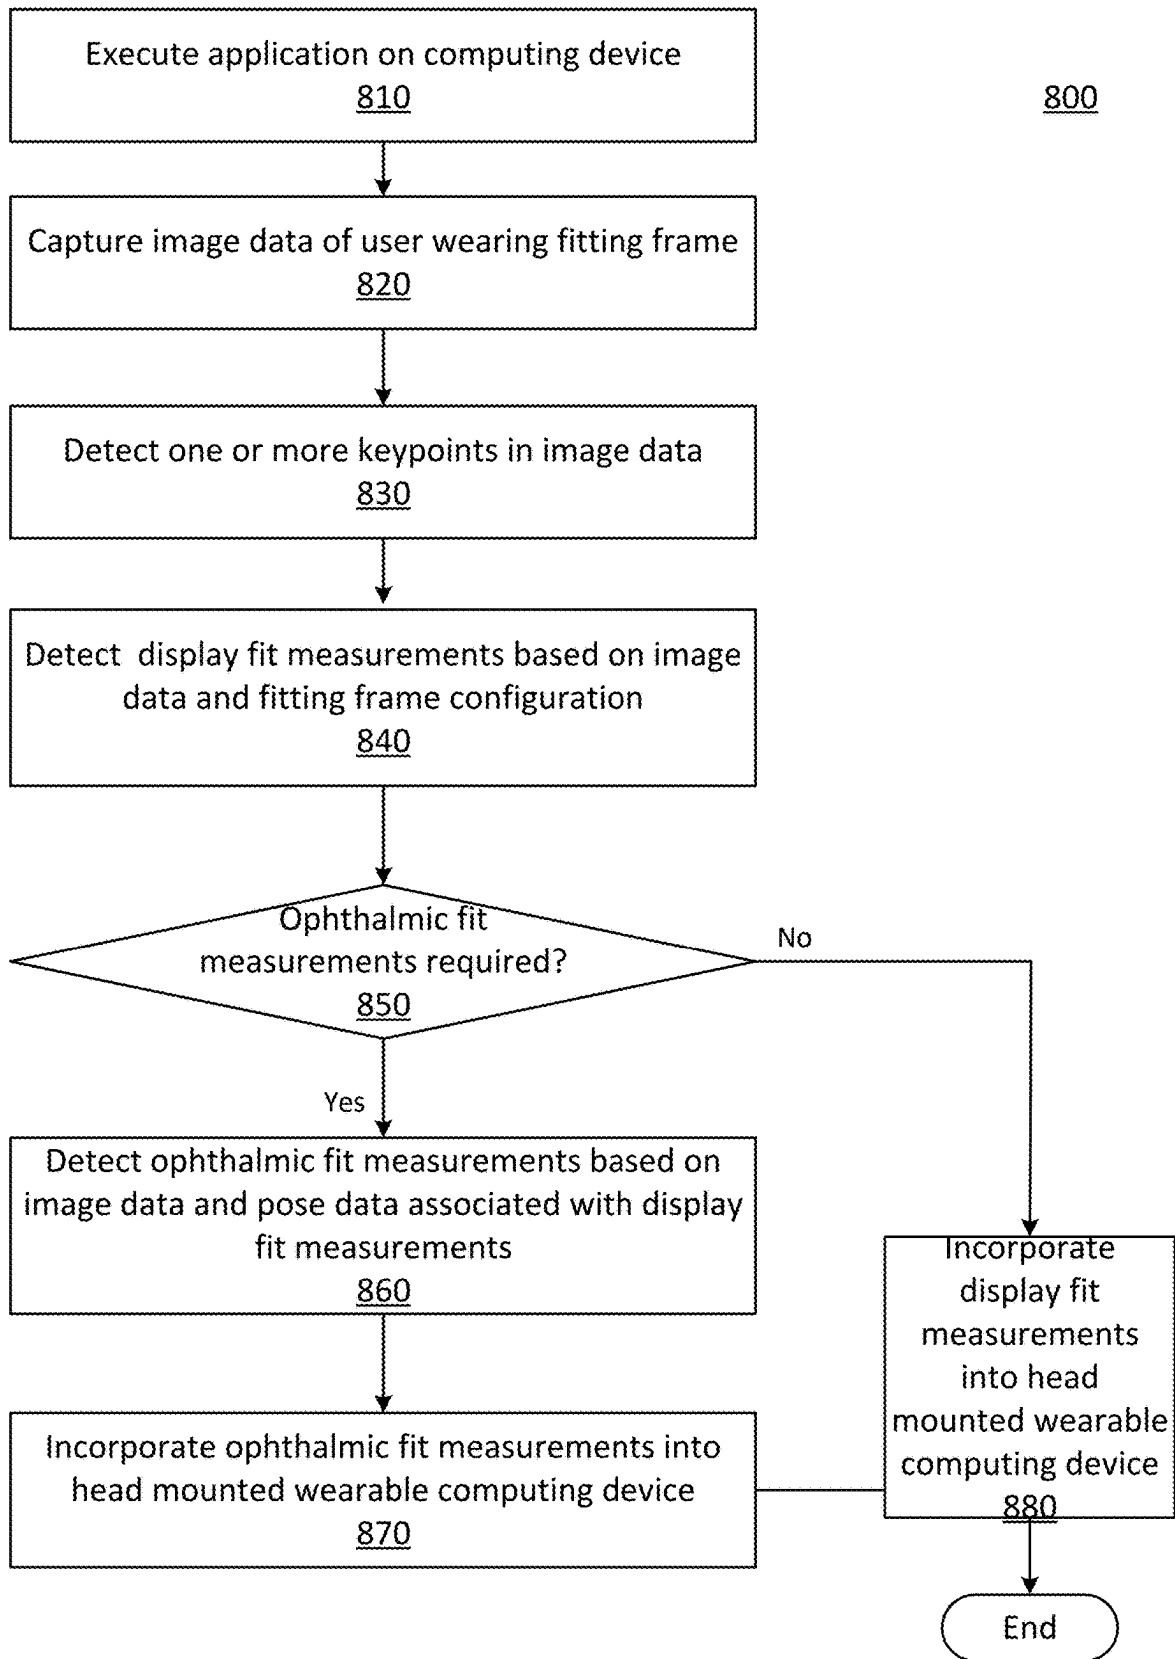 Execute application on computing device
810
800
Capture image data of user wearing fitting frame
820
Detect one or more keypoints in image data
830
Detect display fit measurements based on image
data and fitting frame configuration
840
Ophthalmic fit
measurements required?
850
No
Yes
Detect ophthalmic fit measurements based on
image data and pose data associated with display
fit measurements
860
Incorporate ophthalmic fit measurements into
head mounted wearable computing device
870
Incorporate
display fit
measurements
into head
mounted wearable
computing device
880
End